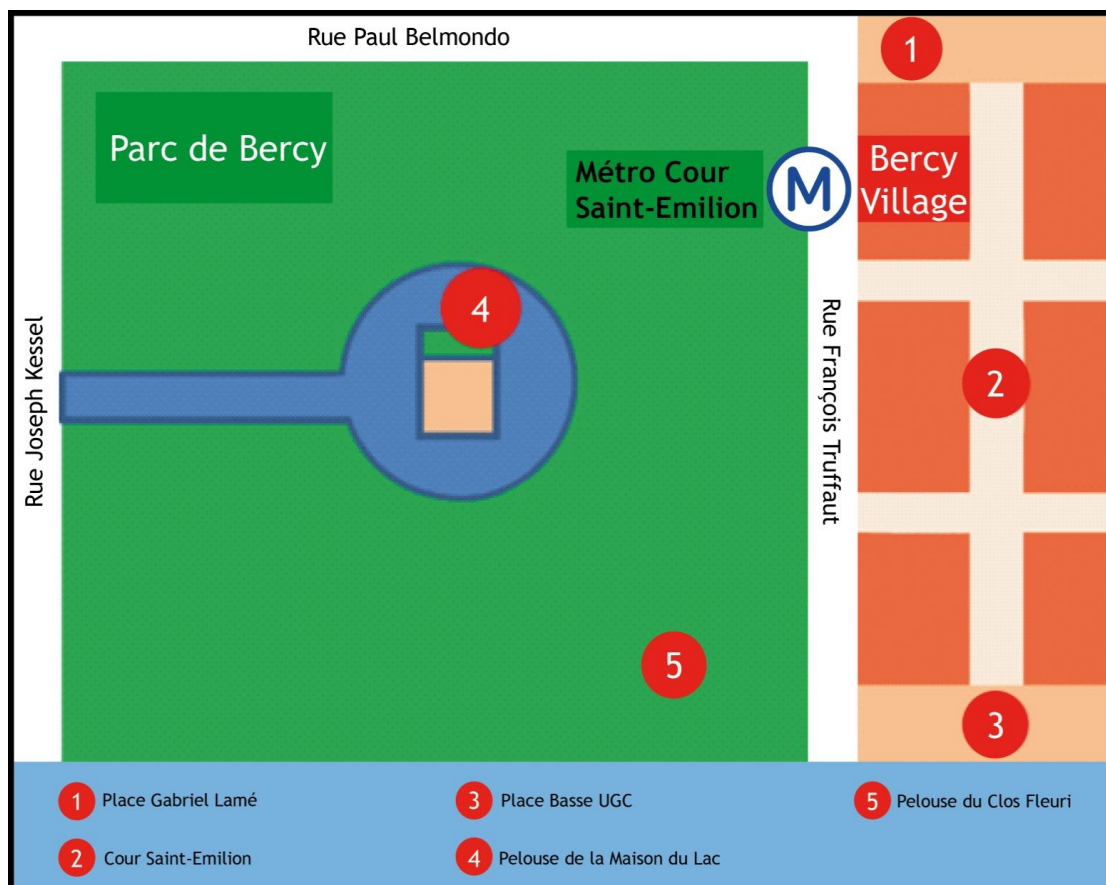 Rue Paul Belmondo
1
Parc de Bercy
Métro Cour
Saint-Emilion
M
Bercy
Village
4
Rue Joseph Kessel
Rue François Truffaut
2
5
3
1 Place Gabriel Lamé
3 Place Basse UGC
5 Pelouse du Clos Fleuri
2 Cour Saint-Emilion
4 Pelouse de la Maison du Lac